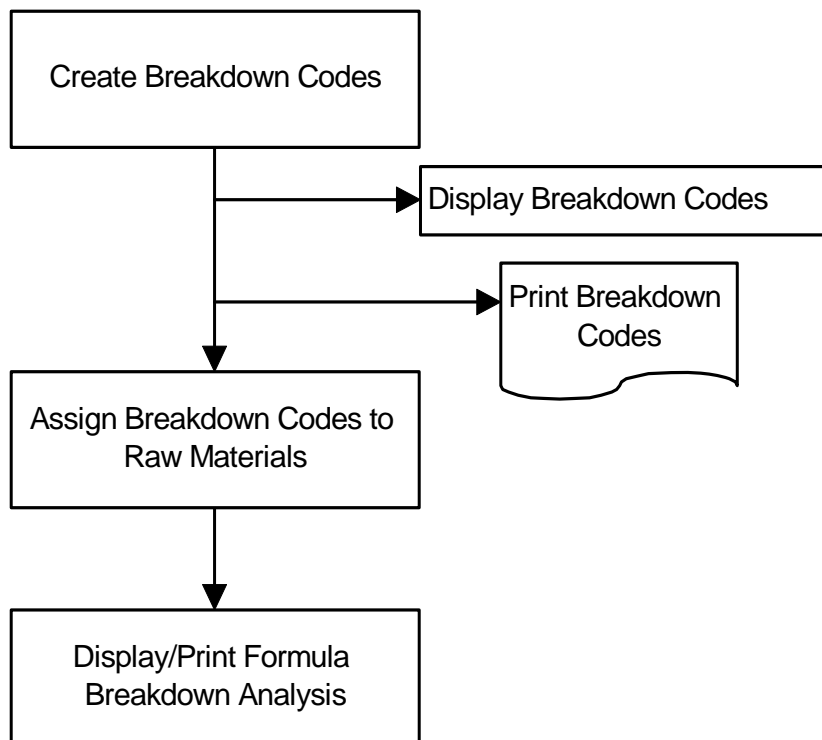 Create Breakdown Codes
Display Breakdown Codes
Print Breakdown
Codes
Assign Breakdown Codes to
Raw Materials
Display/Print Formula
Breakdown Analysis